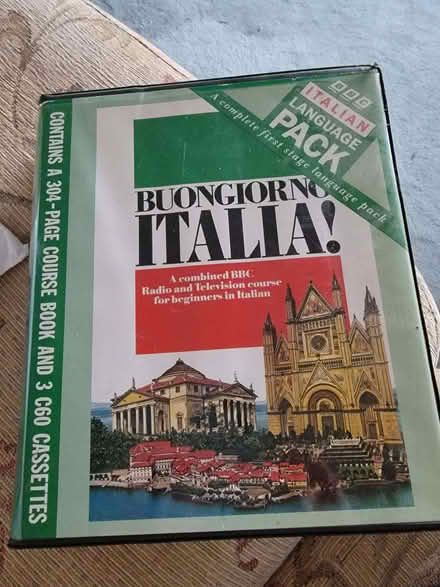 BBC
ITALIAN
LANGUAGE
PACK
A complete first stage language pack
BUONGIORNO
ITALIA!
A combined BBC
Radio and Television course
for beginners in Italian
CONTAINS A 304-PAGE COURSE BOOK AND 3 C60 CASSETTES